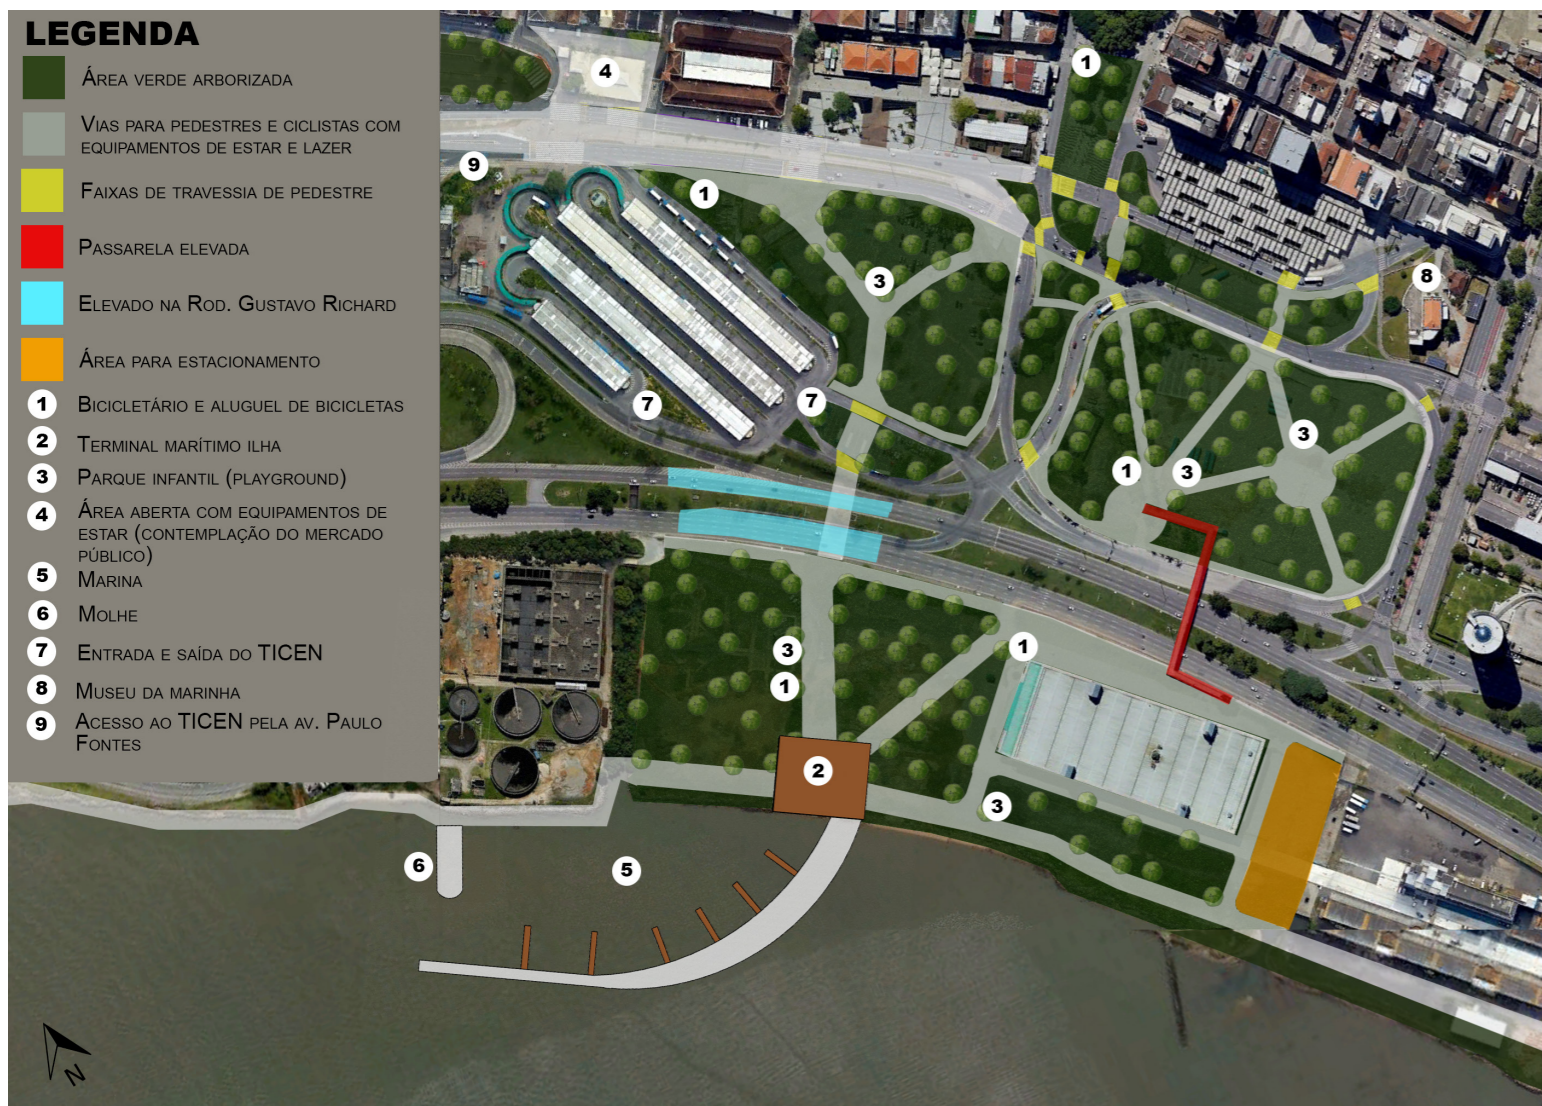 LEGENDA
ÁREA VERDE ARBORIZADA
VIAS PARA PEDESTRES E CICLISTAS COM
EQUIPAMENTOS DE ESTAR E LAZER
FAIXAS DE TRAVESSIA DE PEDESTRE
PASSARELA ELEVADA
ELEVADO NA ROD. GUSTAVO RICHARD
ÁREA PARA ESTACIONAMENTO
1 BICICLETÁRIO E ALUGUEL DE BICICLETAS
2 TERMINAL MARÍTIMO ILHA
3 PARQUE INFANTIL (PLAYGROUND)
4 ÁREA ABERTA COM EQUIPAMENTOS DE
ESTAR (CONTEMPLAÇÃO DO MERCADO
PÚBLICO)
5 MARINA
6 MOLHE
7 ENTRADA E SAÍDA DO TICEN
8 MUSEU DA MARINHA
9 ACESSO AO TICEN PELA AV. PAULO
FONTES
4
1
9
1
3
8
7
7
3
1
3
3
1
1
2
3
6
5
N